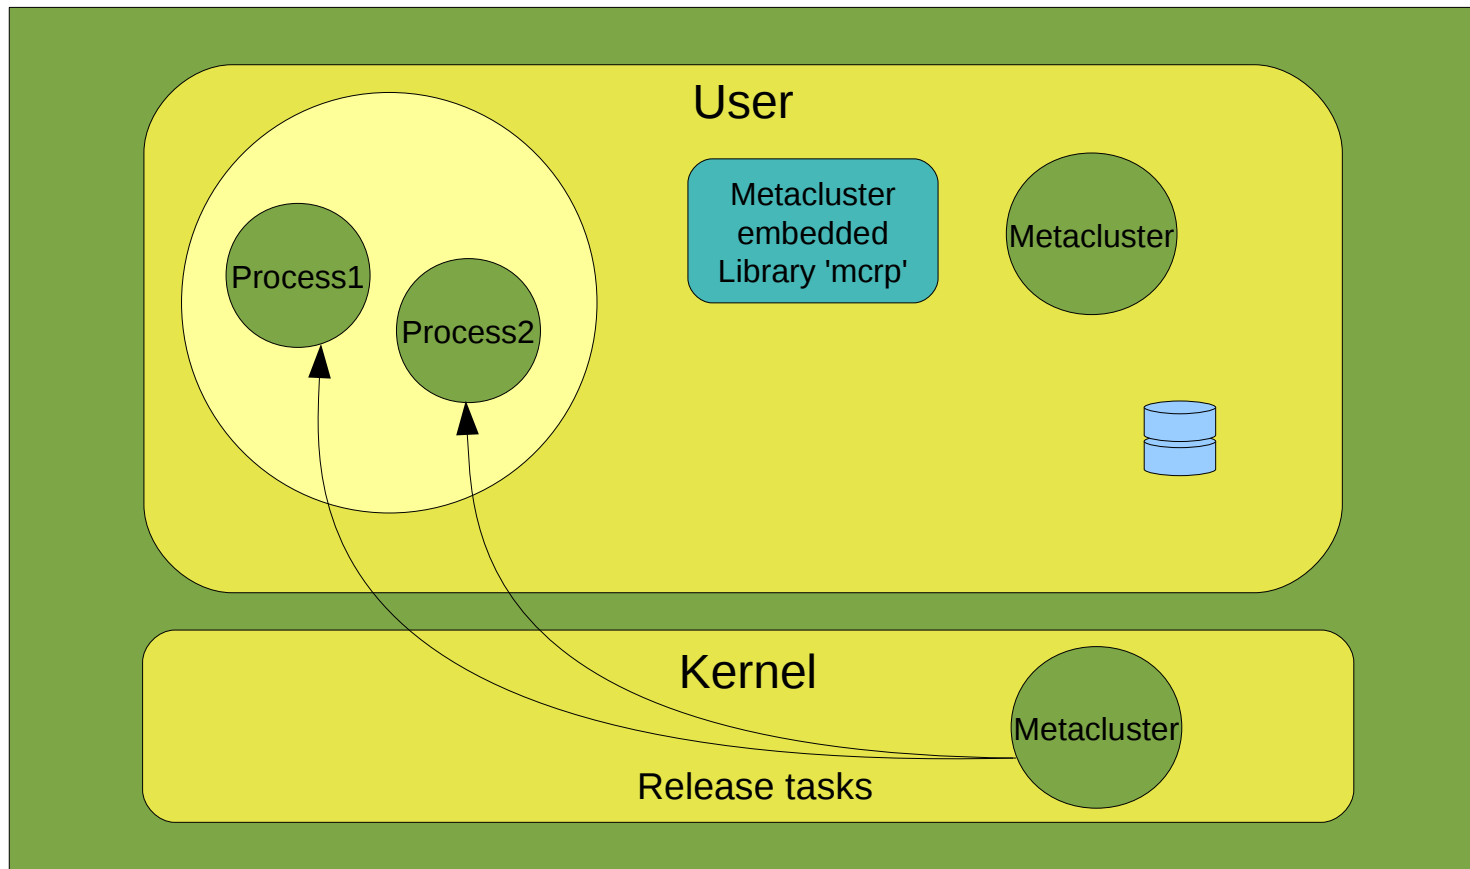 User
Metacluster
embedded
Library 'mcrp'
Metacluster
Process1
Process2
Kernel
Metacluster
Release tasks